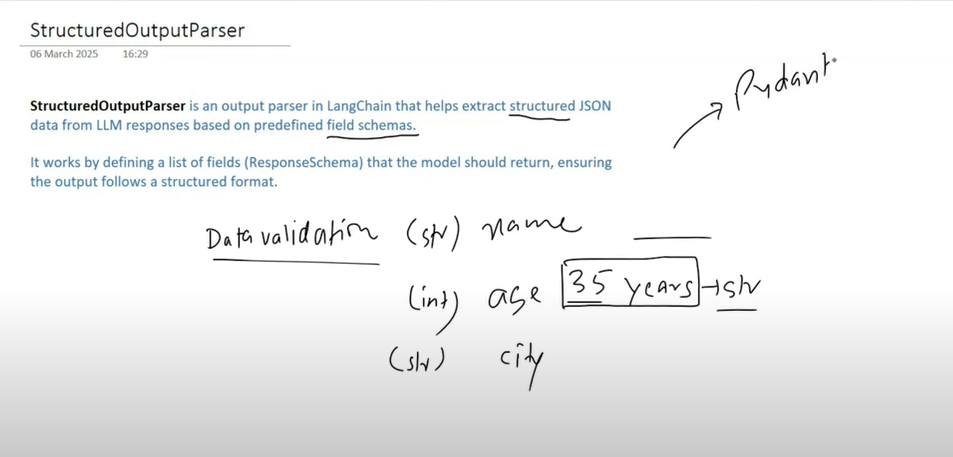 StructuredOutputParser
06 March 2025 16:29
StructuredOutputParser is an output parser in LangChain that helps extract structured JSON
data from LLM responses based on predefined field schemas.
It works by defining a list of fields (ResponseSchema) that the model should return, ensuring
the output follows a structured format.
Pydant
Data validation (str) name
(int) age 35 years → str
(str) city